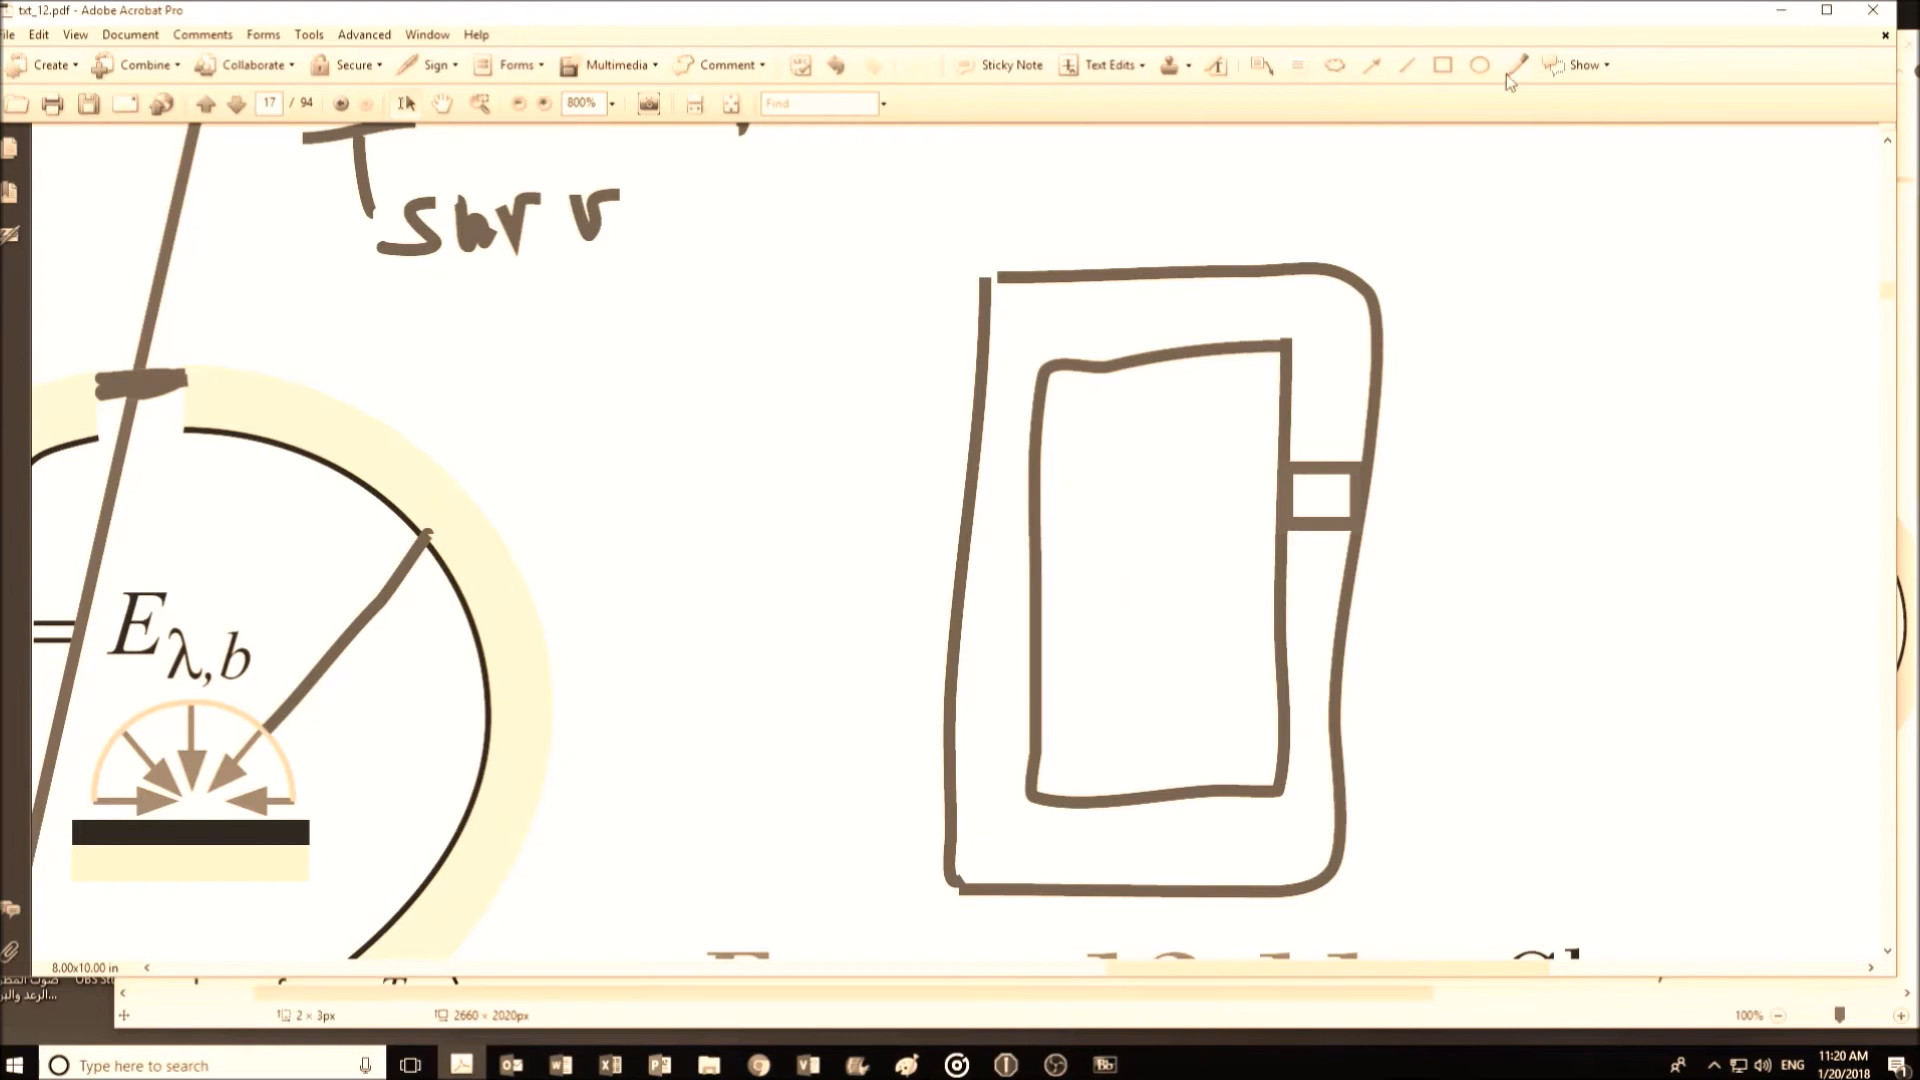 txt_12.pdf - Adobe Acrobat Pro
File Edit View Document Comments Forms Tools Advanced Window Help
Create Combine Collaborate Secure Sign Forms Multimedia Comment Sticky Note Text Edits Show
17 / 94 800% Find
T
=
E λ,b
8.00x10.00 in
2 × 3px 2660 × 2020px 100%
Type here to search
ENG
11:20 AM
1/20/2018